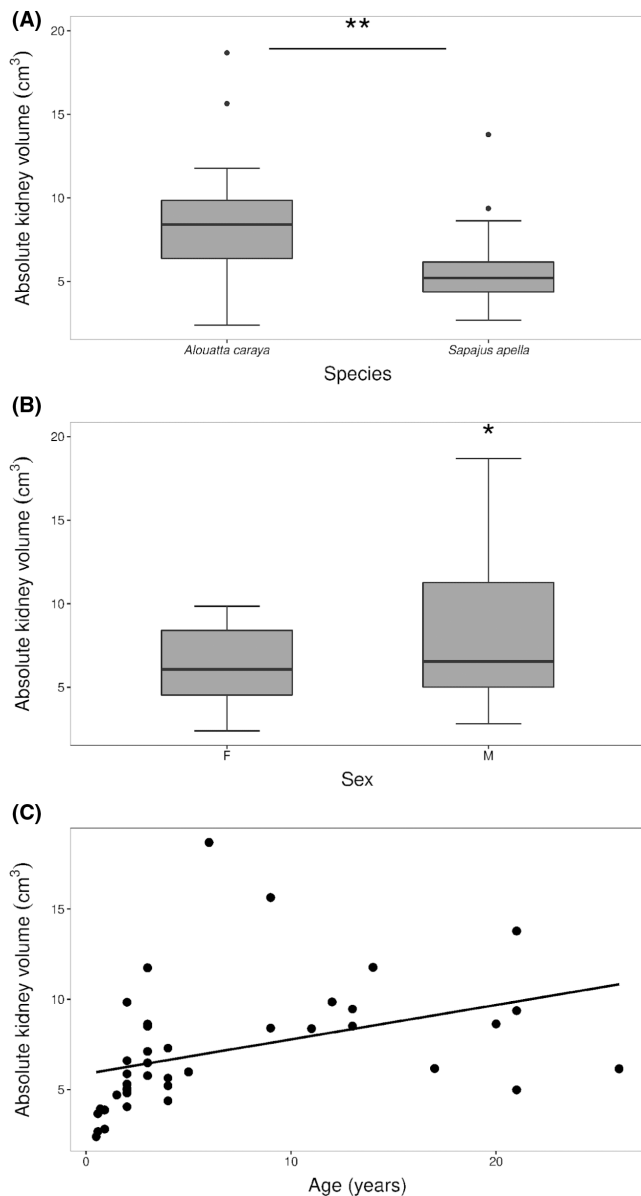 (A)
**
Absolute kidney volume (cm³)
20
15
10
5
Alouatta caraya Sapajus apella
Species
(B)
*
Absolute kidney volume (cm³)
20
15
10
5
F M
Sex
(C)
Absolute kidney volume (cm³)
15
10
5
0 10 20
Age (years)